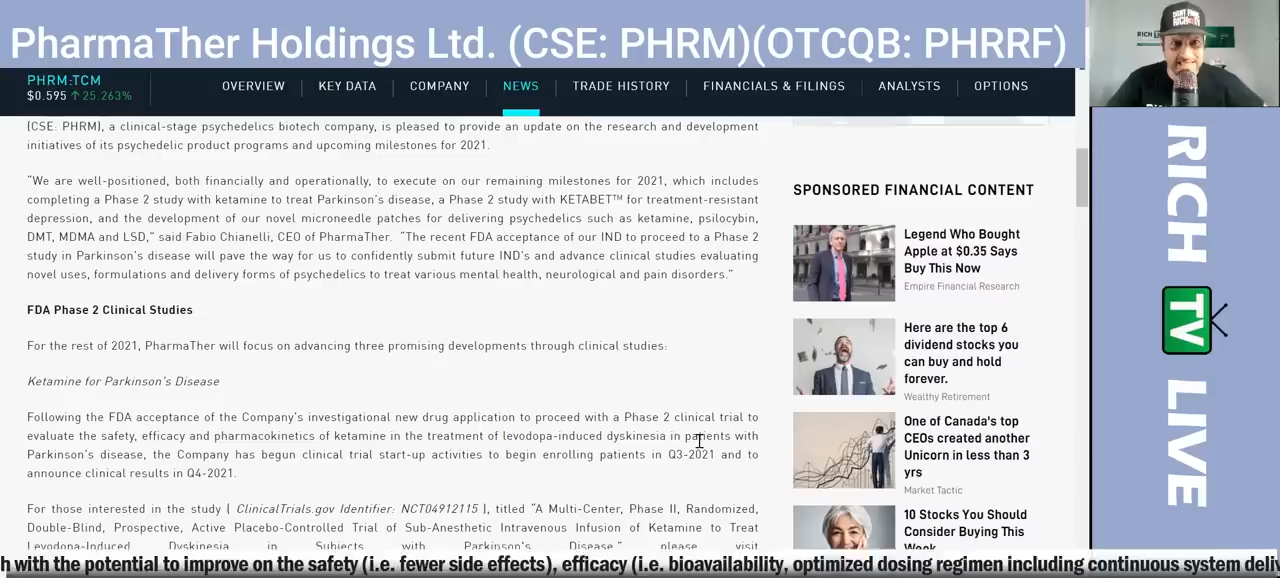 PharmaTher Holdings Ltd (CSE: PHRM)(OTCQB: PHRRF)
PHRM:TCM
$0.595 ↑ 25.263%
OVERVIEW
KEY DATA
COMPANY
NEWS
TRADE HISTORY
FINANCIALS & FILINGS
ANALYSTS
OPTIONS
(CSE: PHRM), a clinical-stage psychedelics biotech company, is pleased to provide an update on the research and development
initiatives of its psychedelic product programs and upcoming milestones for 2021.
“We are well-positioned, both financially and operationally, to execute on our remaining milestones for 2021, which includes
completing a Phase 2 study with ketamine to treat Parkinson's disease, a Phase 2 study with KETABET™ for treatment-resistant
depression, and the development of our novel microneedle patches for delivering psychedelics such as ketamine, psilocybin,
DMT, MDMA and LSD,” said Fabio Chianelli, CEO of PharmaTher. “The recent FDA acceptance of our IND to proceed to a Phase 2
study in Parkinson's disease will pave the way for us to confidently submit future IND's and advance clinical studies evaluating
novel uses, formulations and delivery forms of psychedelics to treat various mental health, neurological and pain disorders.”
FDA Phase 2 Clinical Studies
For the rest of 2021, PharmaTher will focus on advancing three promising developments through clinical studies:
Ketamine for Parkinson's Disease
Following the FDA acceptance of the Company's investigational new drug application to proceed with a Phase 2 clinical trial to
evaluate the safety, efficacy and pharmacokinetics of ketamine in the treatment of levodopa-induced dyskinesia in patients with
Parkinson's disease, the Company has begun clinical trial start-up activities to begin enrolling patients in Q3-2021 and to
announce clinical results in Q4-2021.
For those interested in the study ( ClinicalTrials.gov Identifier: NCT04912115 ), titled “A Multi-Center, Phase II, Randomized,
Double-Blind, Prospective, Active Placebo-Controlled Trial of Sub-Anesthetic Intravenous Infusion of Ketamine to Treat
Levodopa-Induced Dyskinesia in Subjects with Parkinson's Disease,” please visit
SPONSORED FINANCIAL CONTENT
Legend Who Bought
Apple at $0.35 Says
Buy This Now
Empire Financial Research
Here are the top 6
dividend stocks you
can buy and hold
forever.
Wealthy Retirement
One of Canada's top
CEOs created another
Unicorn in less than 3
yrs
Market Tactic
10 Stocks You Should
Consider Buying This
Week
RICH TV LIVE
h with the potential to improve on the safety (i.e. fewer side effects), efficacy (i.e. bioavailability, optimized dosing regimen including continuous system deliv